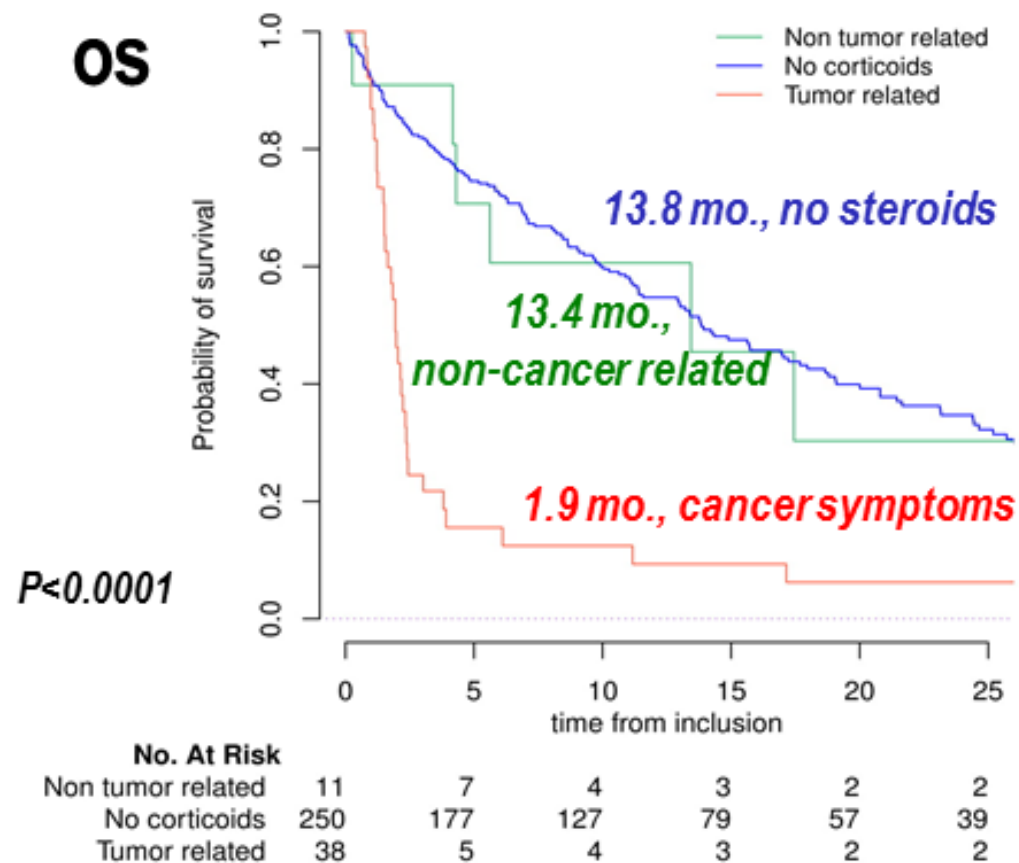 OS
Non tumor related
No corticoids
Tumor related
Probability of survival
1.0
0.8
0.6
0.4
0.2
0.0
13.8 mo., no steroids
13.4 mo.,
non-cancer related
1.9 mo., cancer symptoms
P<0.0001
0 5 10 15 20 25
time from inclusion
No. At Risk
Non tumor related 11 7 4 3 2 2
No corticoids 250 177 127 79 57 39
Tumor related 38 5 4 3 2 2